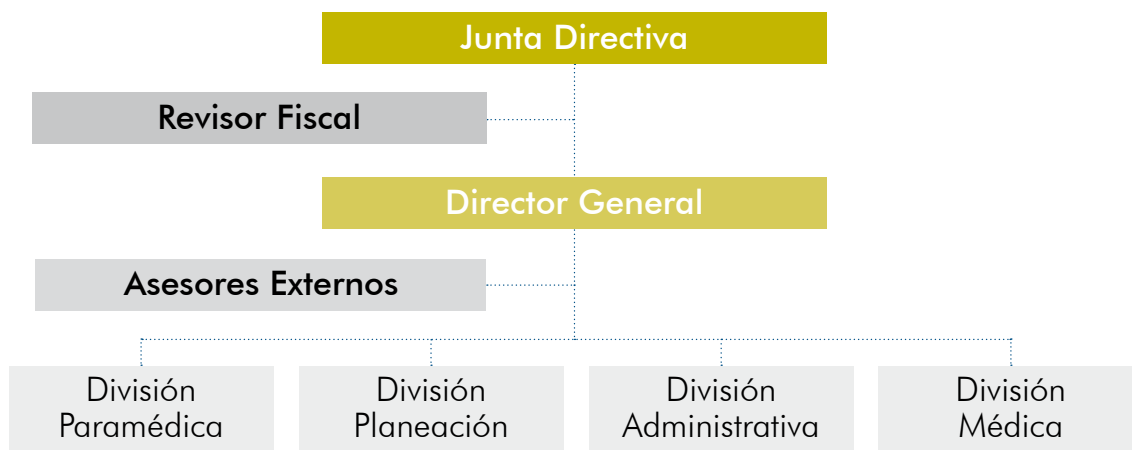 Junta Directiva
Revisor Fiscal
Director General
Asesores Externos
División
Paramédica
División
Planeación
División
Administrativa
División
Médica